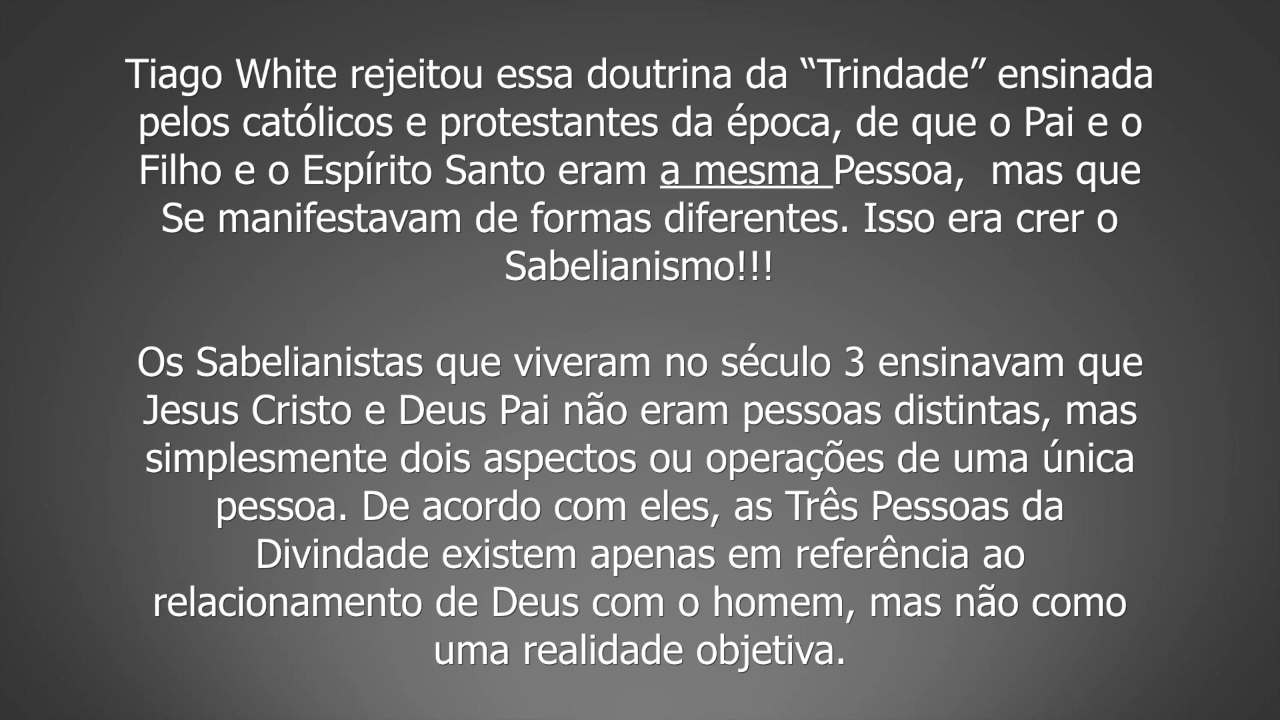 Tiago White rejeitou essa doutrina da “Trindade” ensinada
pelos católicos e protestantes da época, de que o Pai e o
Filho e o Espírito Santo eram a mesma Pessoa,  mas que
Se manifestavam de formas diferentes. Isso era crer o
Sabelianismo!!!
Os Sabelianistas que viveram no século 3 ensinavam que
Jesus Cristo e Deus Pai não eram pessoas distintas, mas
simplesmente dois aspectos ou operações de uma única
pessoa. De acordo com eles, as Três Pessoas da
Divindade existem apenas em referência ao
relacionamento de Deus com o homem, mas não como
uma realidade objetiva.